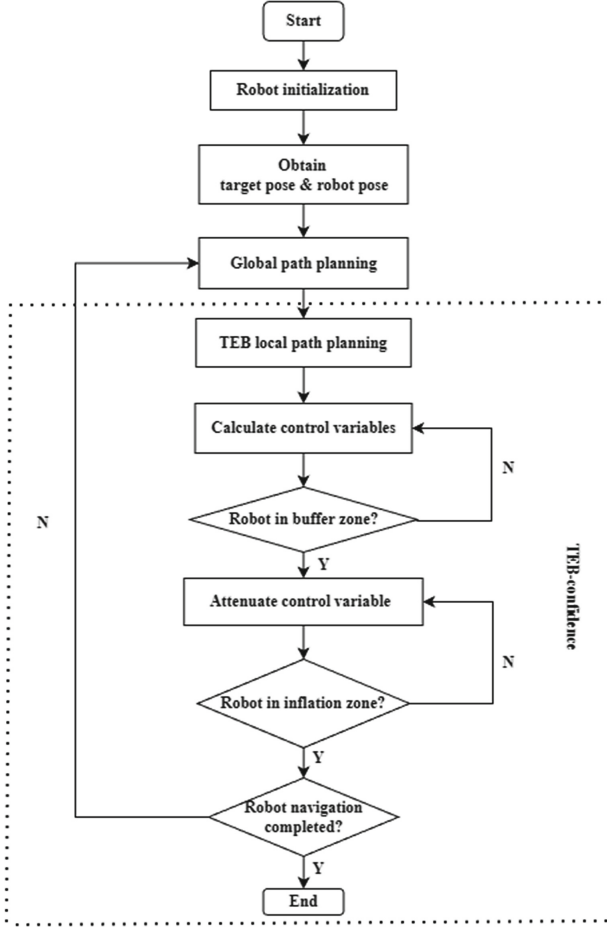 Start
Robot initialization
Obtain
target pose & robot pose
Global path planning
TEB local path planning
Calculate control variables
N
Robot in buffer zone?
N
Y
TEB-confidence
Attenuate control variable
N
Robot in inflation zone?
Y
Robot navigation
completed?
Y
End